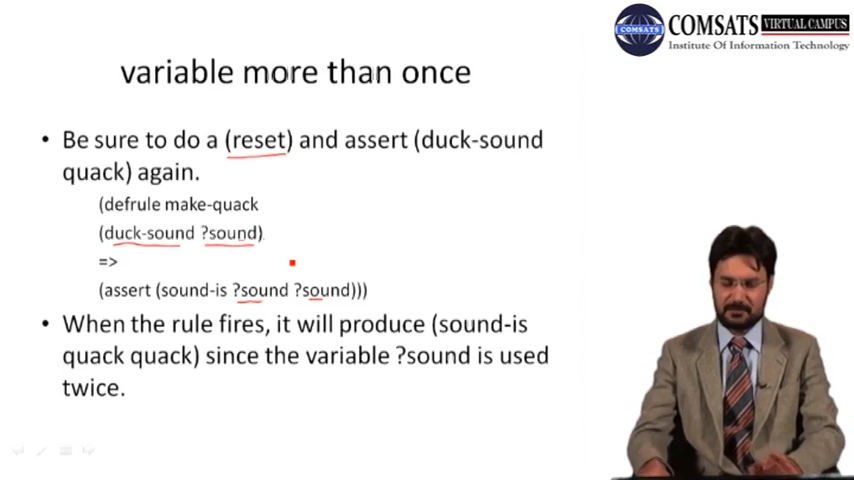 COMSATS VIRTUAL CAMPUS
COMSATS
Institute Of Information Technology
variable more than once
• Be sure to do a (reset) and assert (duck-sound
quack) again.
(defrule make-quack
(duck-sound ?sound)
=>
(assert (sound-is ?sound ?sound)))
• When the rule fires, it will produce (sound-is
quack quack) since the variable ?sound is used
twice.